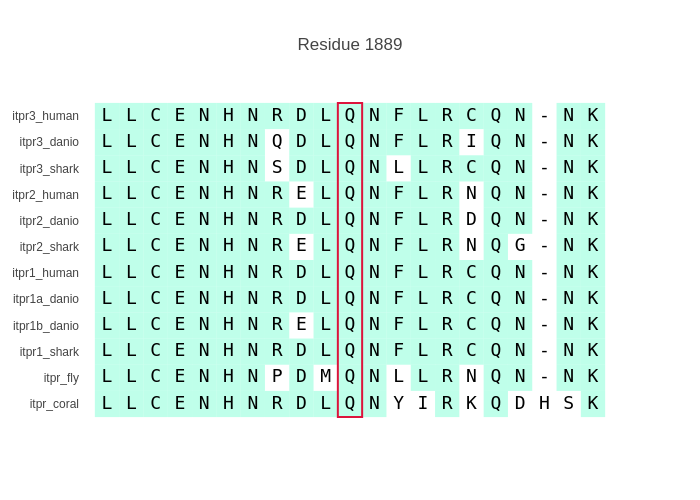 Residue 1889
itpr3_human L L C E N H N R D L Q N F L R C Q N - N K
itpr3_danio L L C E N H N Q D L Q N F L R I Q N - N K
itpr3_shark L L C E N H N S D L Q N L L R C Q N - N K
itpr2_human L L C E N H N R E L Q N F L R N Q N - N K
itpr2_danio L L C E N H N R D L Q N F L R D Q N - N K
itpr2_shark L L C E N H N R E L Q N F L R N Q G - N K
itpr1_human L L C E N H N R D L Q N F L R C Q N - N K
itpr1a_danio L L C E N H N R D L Q N F L R C Q N - N K
itpr1b_danio L L C E N H N R E L Q N F L R C Q N - N K
itpr1_shark L L C E N H N R D L Q N F L R C Q N - N K
itpr_fly L L C E N H N P D M Q N L L R N Q N - N K
itpr_coral L L C E N H N R D L Q N Y I R K Q D H S K